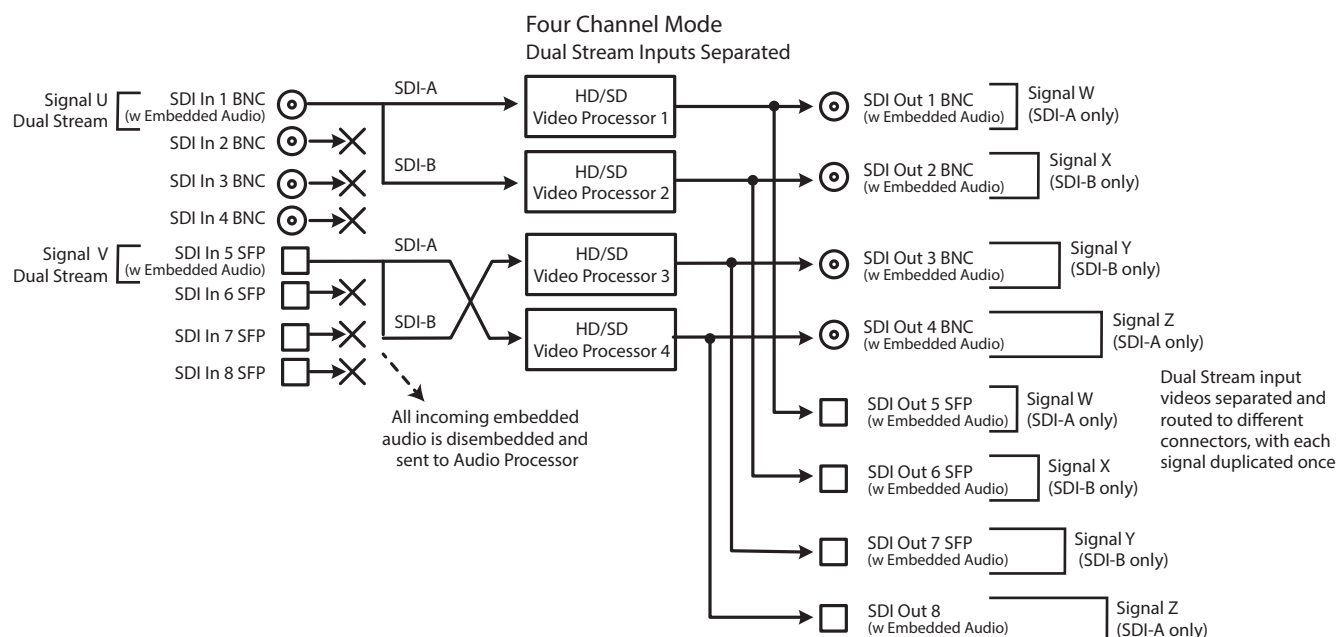 Four Channel Mode
Dual Stream Inputs Separated
Signal U
Dual Stream
SDI In 1 BNC
(w Embedded Audio)
SDI In 2 BNC
SDI In 3 BNC
SDI In 4 BNC
Signal V
Dual Stream
SDI In 5 SFP
(w Embedded Audio)
SDI In 6 SFP
SDI In 7 SFP
SDI In 8 SFP
SDI-A
SDI-B
SDI-A
SDI-B
All incoming embedded
audio is disembedded and
sent to Audio Processor
HD/SD
Video Processor 1
HD/SD
Video Processor 2
HD/SD
Video Processor 3
HD/SD
Video Processor 4
SDI Out 1 BNC
(w Embedded Audio)
Signal W
(SDI-A only)
SDI Out 2 BNC
(w Embedded Audio)
Signal X
(SDI-B only)
SDI Out 3 BNC
(w Embedded Audio)
Signal Y
(SDI-B only)
SDI Out 4 BNC
(w Embedded Audio)
Signal Z
(SDI-A only)
SDI Out 5 SFP
(w Embedded Audio)
Signal W
(SDI-A only)
SDI Out 6 SFP
(w Embedded Audio)
Signal X
(SDI-B only)
SDI Out 7 SFP
(w Embedded Audio)
Signal Y
(SDI-B only)
SDI Out 8
(w Embedded Audio)
Signal Z
(SDI-A only)
Dual Stream input
videos separated and
routed to different
connectors, with each
signal duplicated once